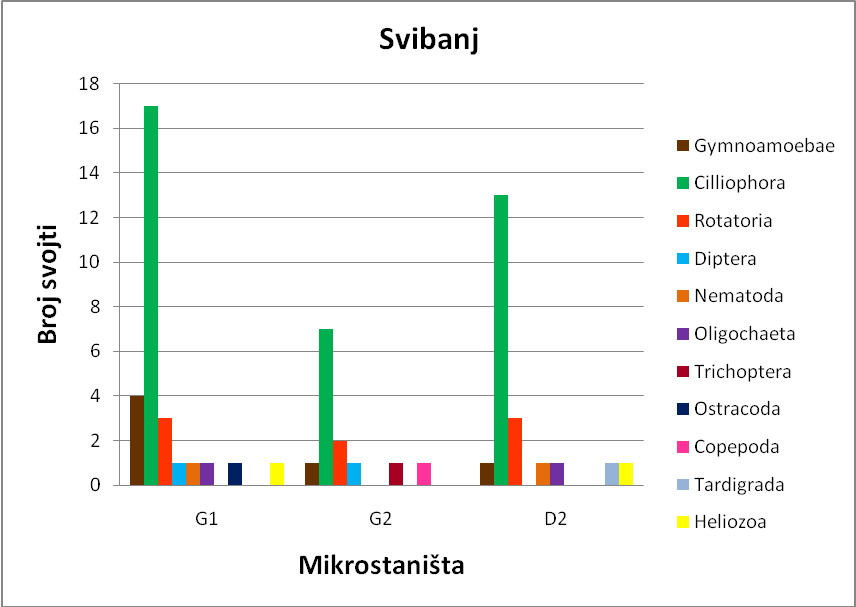 Svibanj
Broj svojti
18
16
14
12
10
8
6
4
2
0
G1 G2 D2
Mikrostaništa
Gymnoamoebae
Cilliophora
Rotatoria
Diptera
Nematoda
Oligochaeta
Trichoptera
Ostracoda
Copepoda
Tardigrada
Heliozoa